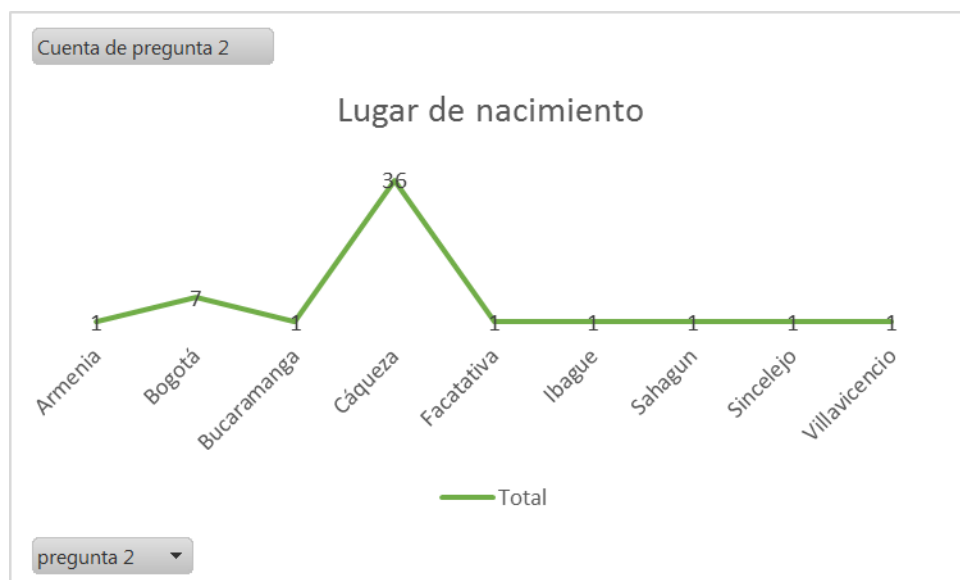 Cuenta de pregunta 2
Lugar de nacimiento
36
7
1
1
1
1
1
1
1
Armenia
Bogotá
Bucaramanga
Cáqueza
Facatativa
Ibague
Sahagun
Sincelejo
Villavicencio
Total
pregunta 2